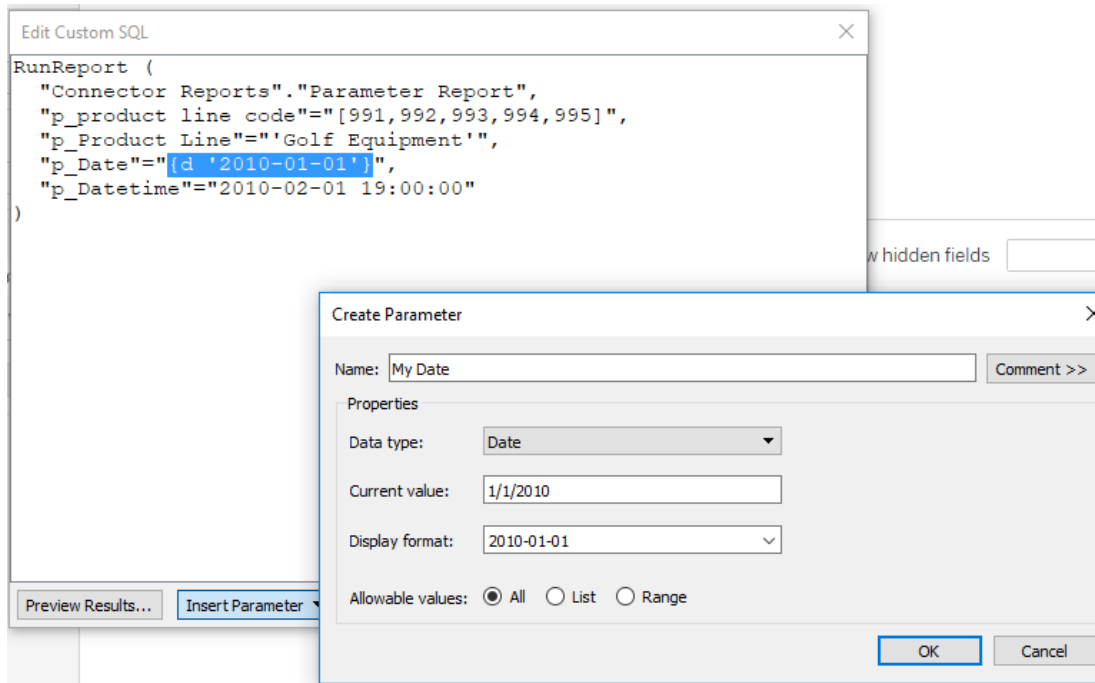 Edit Custom SQL
RunReport (
"Connector Reports"."Parameter Report",
"p_product line code"="[991,992,993,994,995]",
"p_Product Line"="'Golf Equipment'",
"p_Date"="{d '2010-01-01'}",
"p_Datetime"="2010-02-01 19:00:00"
)
hidden fields
Create Parameter
Name: My Date Comment >>
Properties
Data type: Date
Current value: 1/1/2010
Display format: 2010-01-01
Allowable values: All List Range
Preview Results... Insert Parameter
OK Cancel